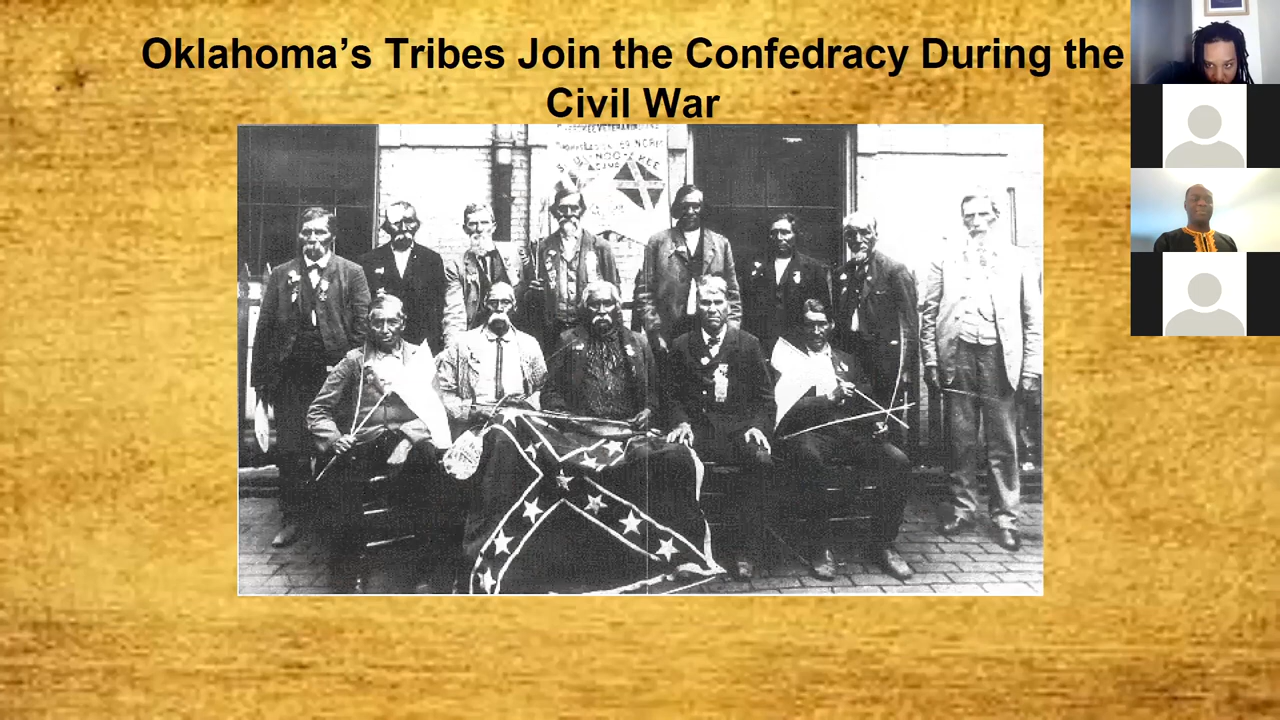 Oklahoma’s Tribes Join the Confedracy During the
Civil War